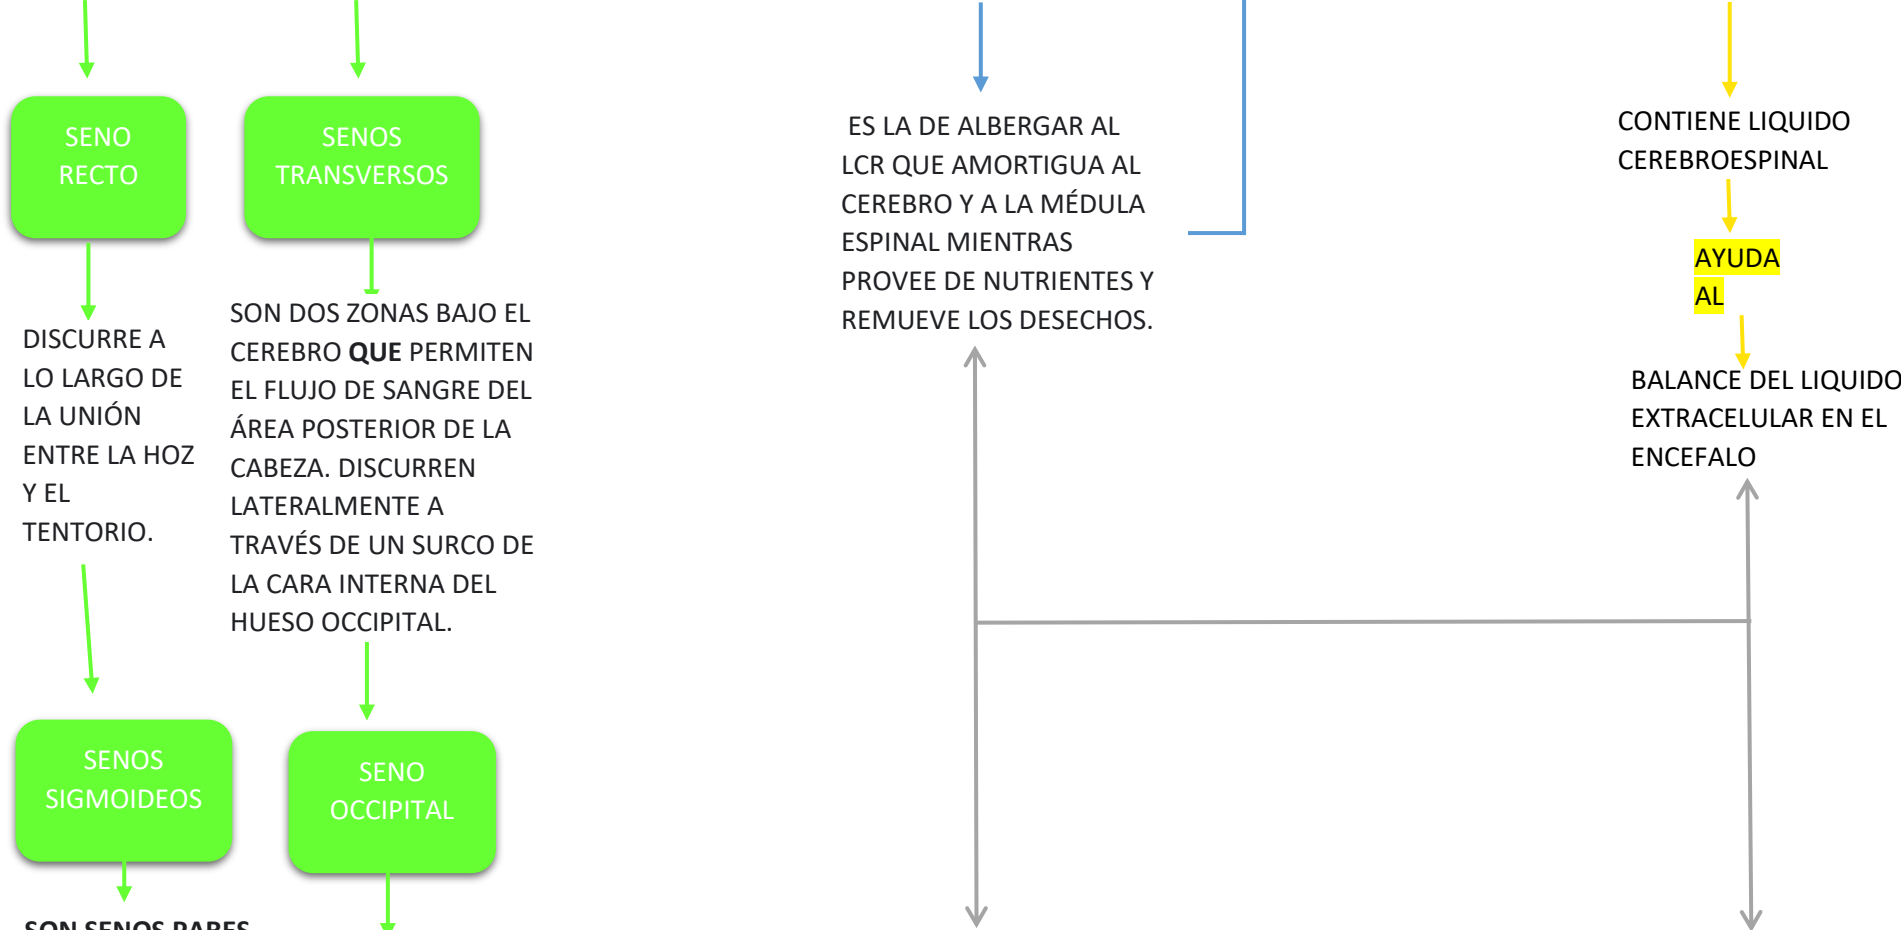 SENO
RECTO
DISCURRE A
LO LARGO DE
LA UNIÓN
ENTRE LA HOZ
Y EL
TENTORIO.
SENOS
SIGMOIDEOS
SON SENOS PARES
SENOS
TRANSVERSOS
SON DOS ZONAS BAJO EL
CEREBRO QUE PERMITEN
EL FLUJO DE SANGRE DEL
ÁREA POSTERIOR DE LA
CABEZA. DISCURREN
LATERALMENTE A
TRAVÉS DE UN SURCO DE
LA CARA INTERNA DEL
HUESO OCCIPITAL.
SENO
OCCIPITAL
ES LA DE ALBERGAR AL
LCR QUE AMORTIGUA AL
CEREBRO Y A LA MÉDULA
ESPINAL MIENTRAS
PROVEE DE NUTRIENTES Y
REMUEVE LOS DESECHOS.
CONTIENE LIQUIDO
CEREBROESPINAL
AYUDA
AL
BALANCE DEL LIQUIDO
EXTRACELULAR EN EL
ENCEFALO